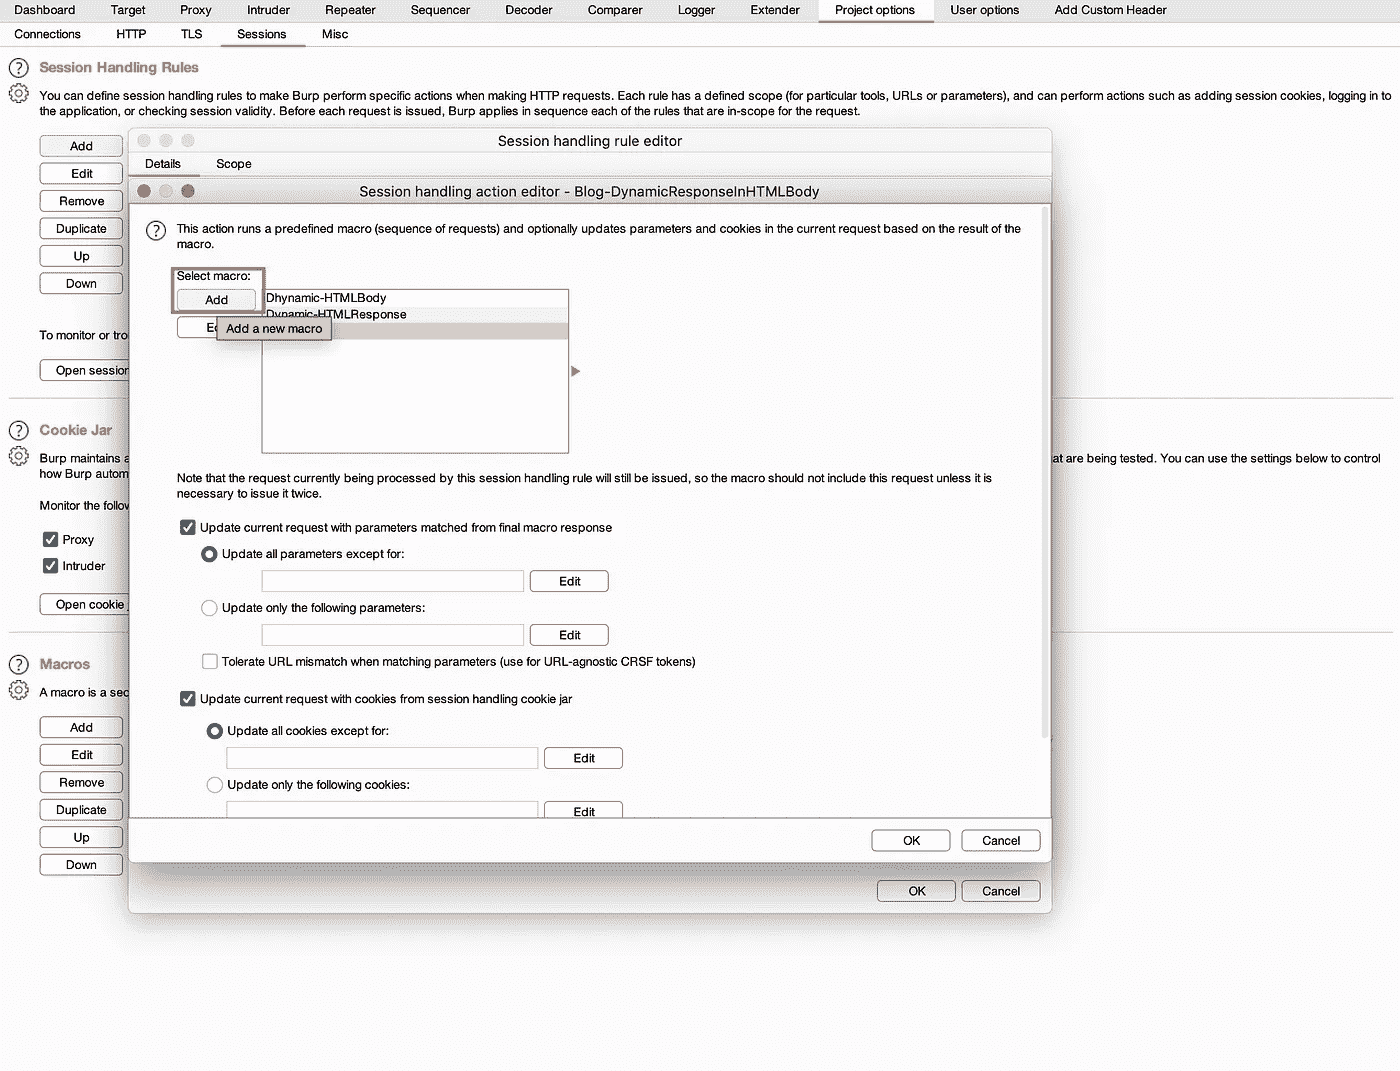 Dashboard Target Proxy Intruder Repeater Sequencer Decoder Comparer Logger Extender Project options User options Add Custom Header
Connections HTTP TLS Sessions Misc
? Session Handling Rules
You can define session handling rules to make Burp perform specific actions when making HTTP requests. Each rule has a defined scope (for particular tools, URLs or parameters), and can perform actions such as adding session cookies, logging in to
the application, or checking session validity. Before each request is issued, Burp applies in sequence each of the rules that are in-scope for the request.
Add
Edit
Remove
Duplicate
Up
Down
To monitor or tro
Open session
Session handling rule editor
Details Scope
Session handling action editor - Blog-DynamicResponseInHTMLBody
? This action runs a predefined macro (sequence of requests) and optionally updates parameters and cookies in the current request based on the result of the
macro.
Select macro:
Add
Dhynamic-HTMLBody
Dynamic-HTMLResponse
Add a new macro
Note that the request currently being processed by this session handling rule will still be issued, so the macro should not include this request unless it is
necessary to issue it twice.
Update current request with parameters matched from final macro response
Update all parameters except for:
Edit
Update only the following parameters:
Edit
Tolerate URL mismatch when matching parameters (use for URL-agnostic CRSF tokens)
Update current request with cookies from session handling cookie jar
Update all cookies except for:
Edit
Update only the following cookies:
Edit
OK Cancel
OK Cancel
? Cookie Jar
Burp maintains a
at are being tested. You can use the settings below to control
how Burp autom
Monitor the follow
Proxy
Intruder
Open cookie
? Macros
A macro is a sec
Add
Edit
Remove
Duplicate
Up
Down